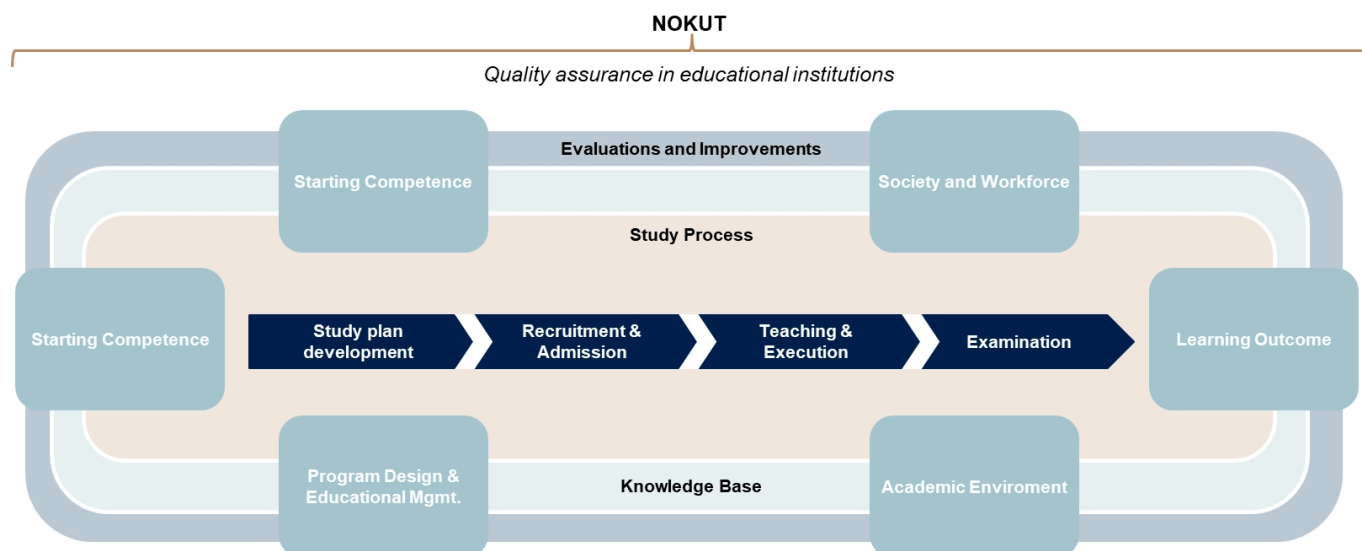 NOKUT
Quality assurance in educational institutions
Evaluations and Improvements
Starting Competence
Society and Workforce
Study Process
Starting Competence
Study plan
development
Recruitment &
Admission
Teaching &
Execution
Examination
Learning Outcome
Program Design &
Educational Mgmt.
Knowledge Base
Academic Enviroment